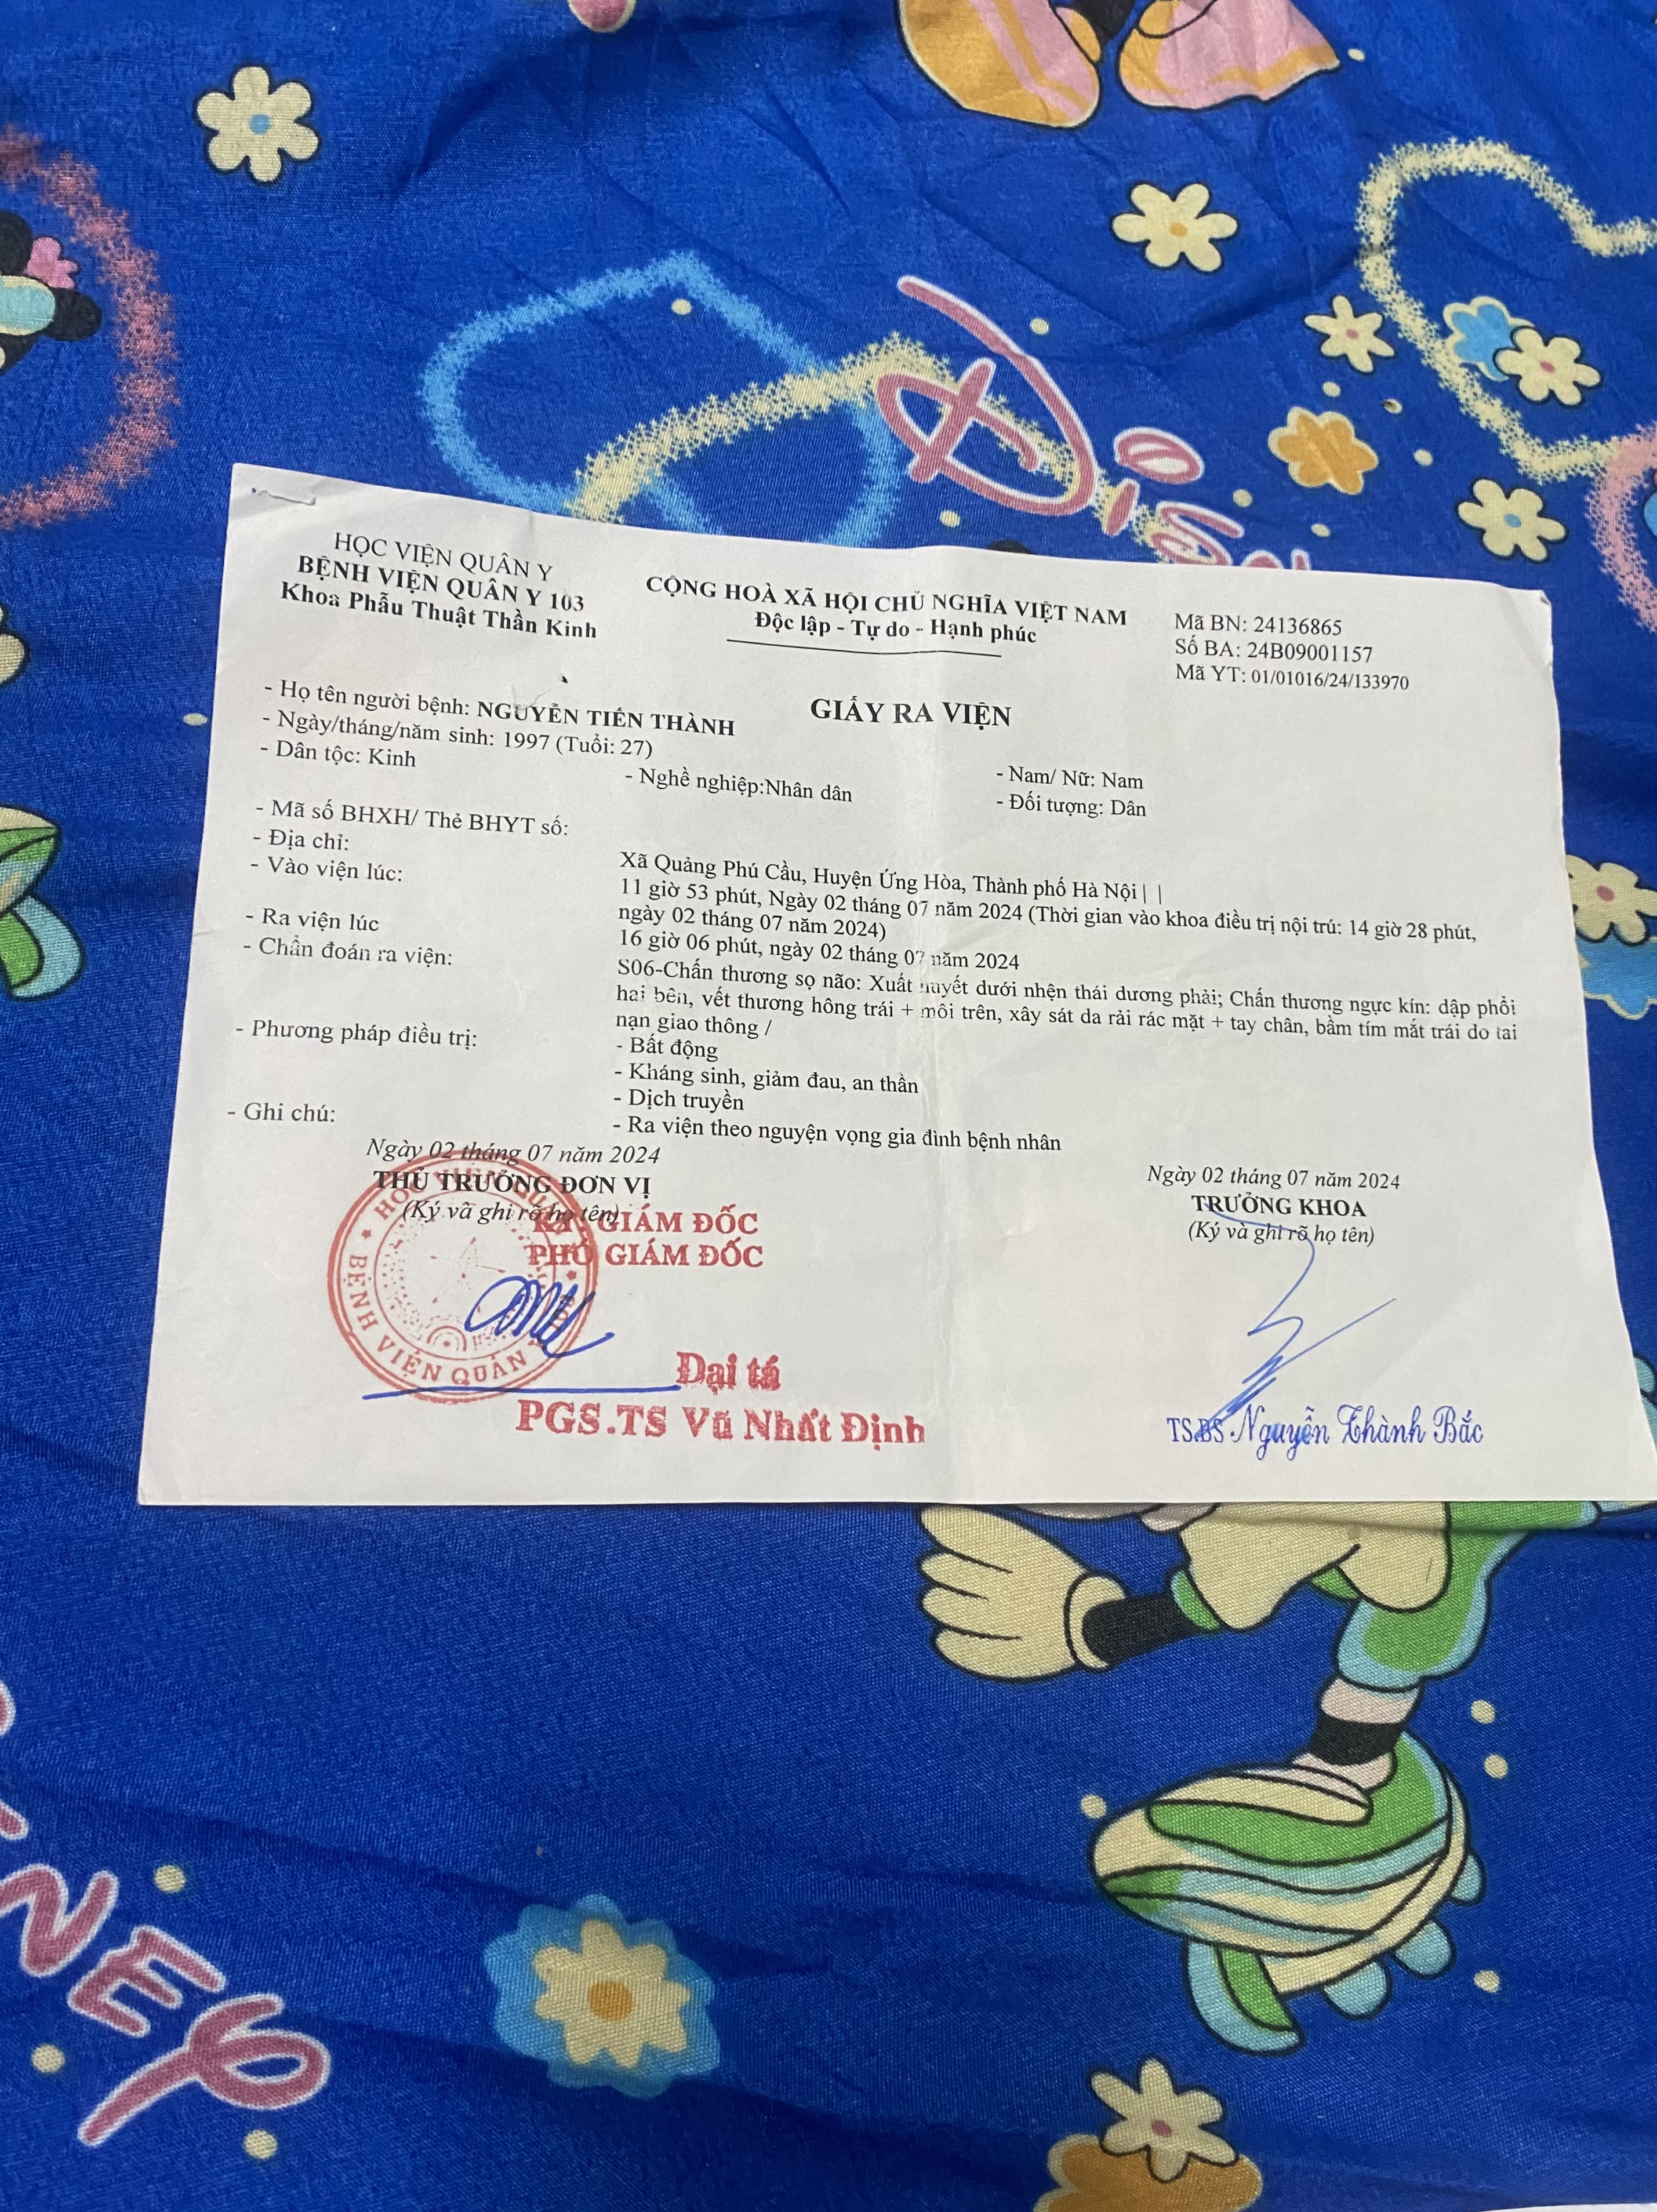 HỌC VIỆN QUÂN Y
BỆNH VIỆN QUÂN Y 103
Khoa Phẫu Thuật Thần Kinh
CỘNG HOÀ XÃ HỘI CHỦ NGHĨA VIỆT NAM
Độc lập - Tự do - Hạnh phúc
Mã BN: 24136865
Số BA: 24B09001157
Mã YT: 01/01016/24/133970
GIẤY RA VIỆN
- Họ tên người bệnh: NGUYỄN TIẾN THÀNH
- Ngày/tháng/năm sinh: 1997 (Tuổi: 27)
- Nam/ Nữ: Nam
- Dân tộc: Kinh
- Nghề nghiệp:Nhân dân
- Đối tượng: Dân
- Mã số BHXH/ Thẻ BHYT số:
- Địa chỉ:
Xã Quảng Phú Cầu, Huyện Ứng Hòa, Thành phố Hà Nội| |
- Vào viện lúc:
11 giờ 53 phút, Ngày 02 tháng 07 năm 2024 (Thời gian vào khoa điều trị nội trú: 14 giờ 28 phút,
ngày 02 tháng 07 năm 2024)
- Ra viện lúc
16 giờ 06 phút, ngày 02 tháng 07 năm 2024
- Chẩn đoán ra viện:
S06-Chấn thương sọ não: Xuất huyết dưới nhện thái dương phải; Chấn thương ngực kín: dập phổi
hai bên, vết thương hông trái + môi trên, xây sát da rải rác mặt + tay chân, bầm tím mắt trái do tai
nạn giao thông /
- Phương pháp điều trị:
- Bất động
- Kháng sinh, giảm đau, an thần
- Dịch truyền
- Ghi chú:
- Ra viện theo nguyện vọng gia đình bệnh nhân
Ngày 02 tháng 07 năm 2024
THỦ TRƯỞNG ĐƠN VỊ
(Ký và ghi rõ họ tên)
GIÁM ĐỐC
PHÓ GIÁM ĐỐC
BỆNH VIỆN QUÂN Y
Đại tá
PGS.TS Vũ Nhất Định
Ngày 02 tháng 07 năm 2024
TRƯỞNG KHOA
(Ký và ghi rõ họ tên)
TS.BS Nguyễn Thành Bắc